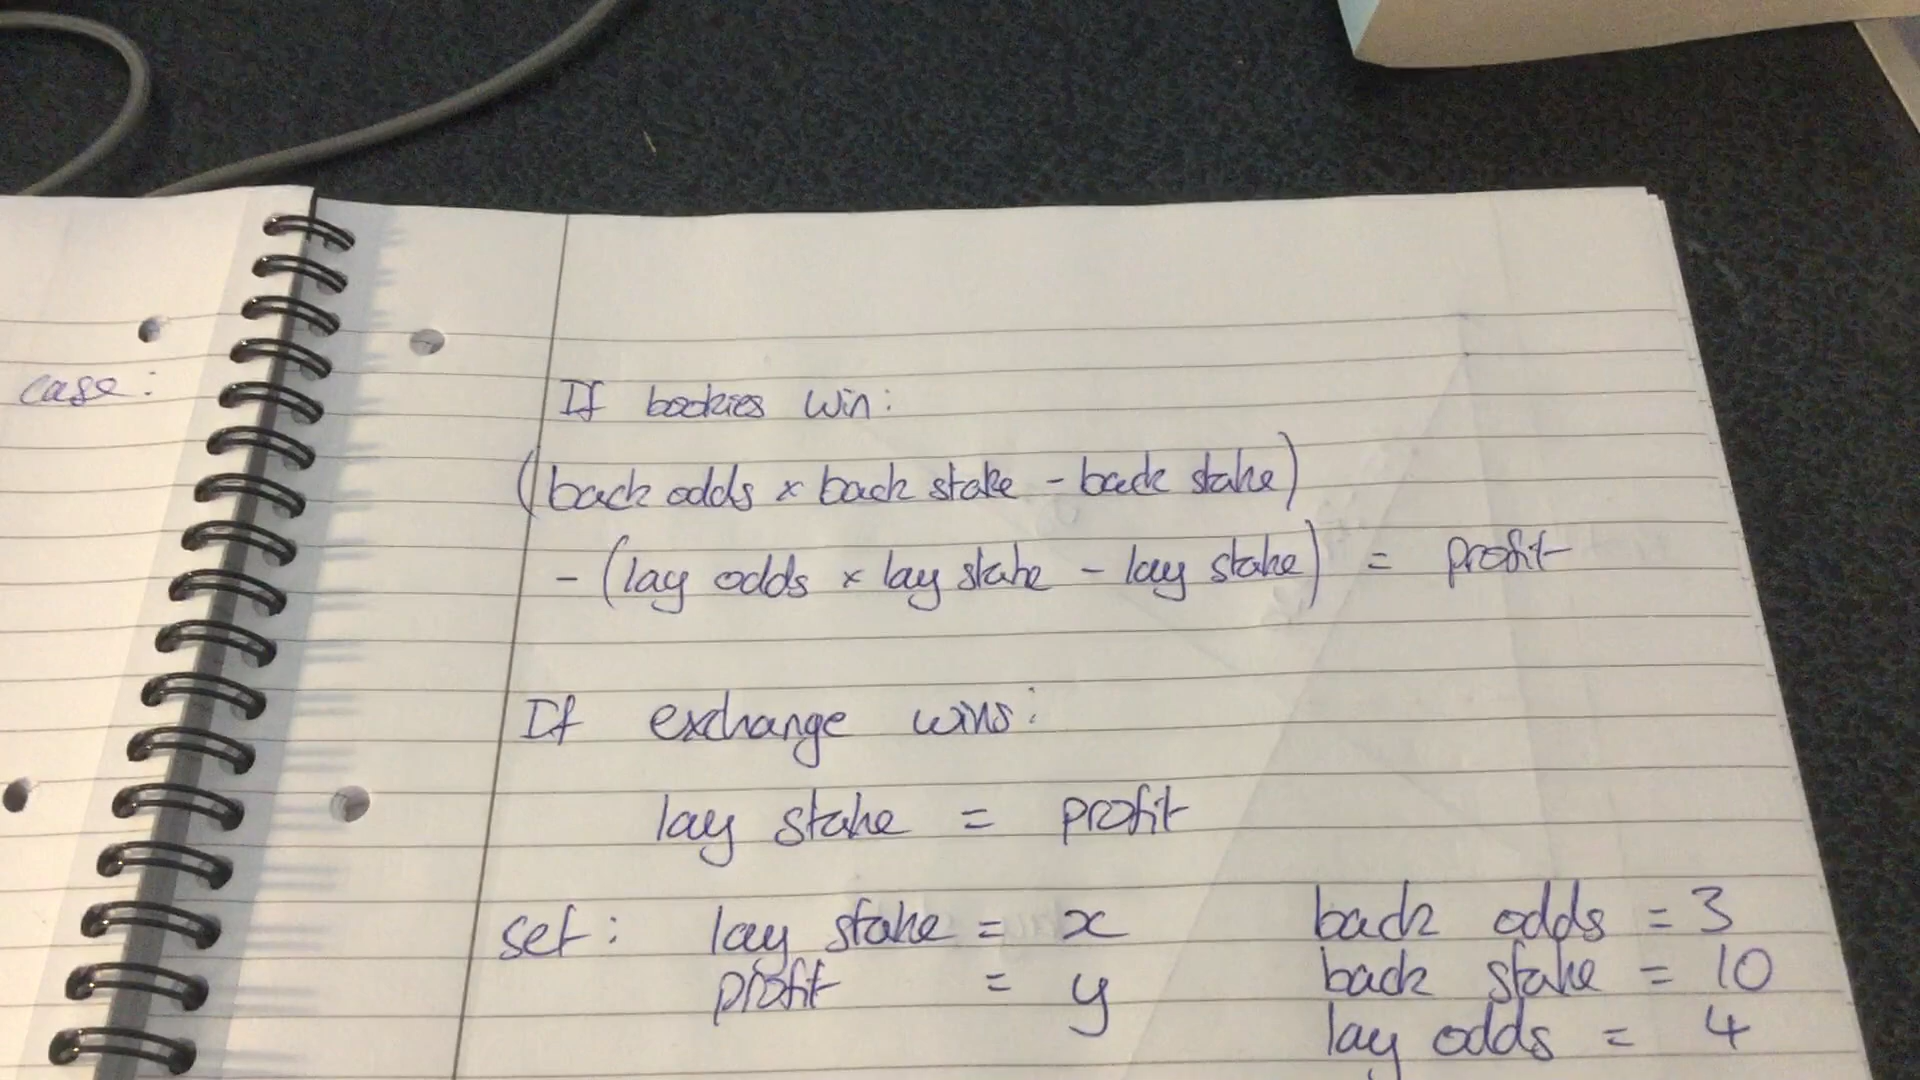 case:
If bookies win:
(back odds x back stake - back stake)
- (lay odds x lay stake - lay stake) = profit
If exchange wins:
lay stake = profit
set: lay stake = x back odds = 3
profit = y back stake = 10
lay odds = 4